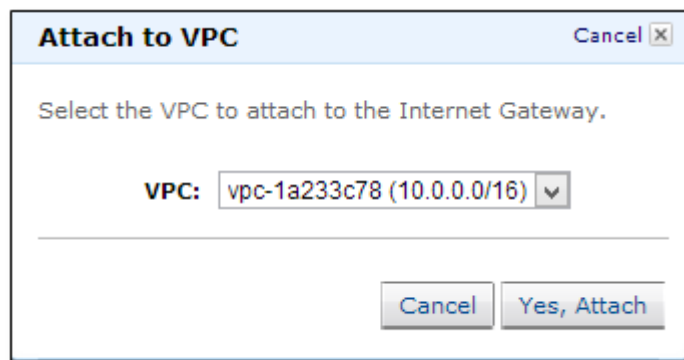 Attach to VPC Cancel
Select the VPC to attach to the Internet Gateway.
VPC: vpc-1a233c78 (10.0.0.0/16)
Cancel Yes, Attach